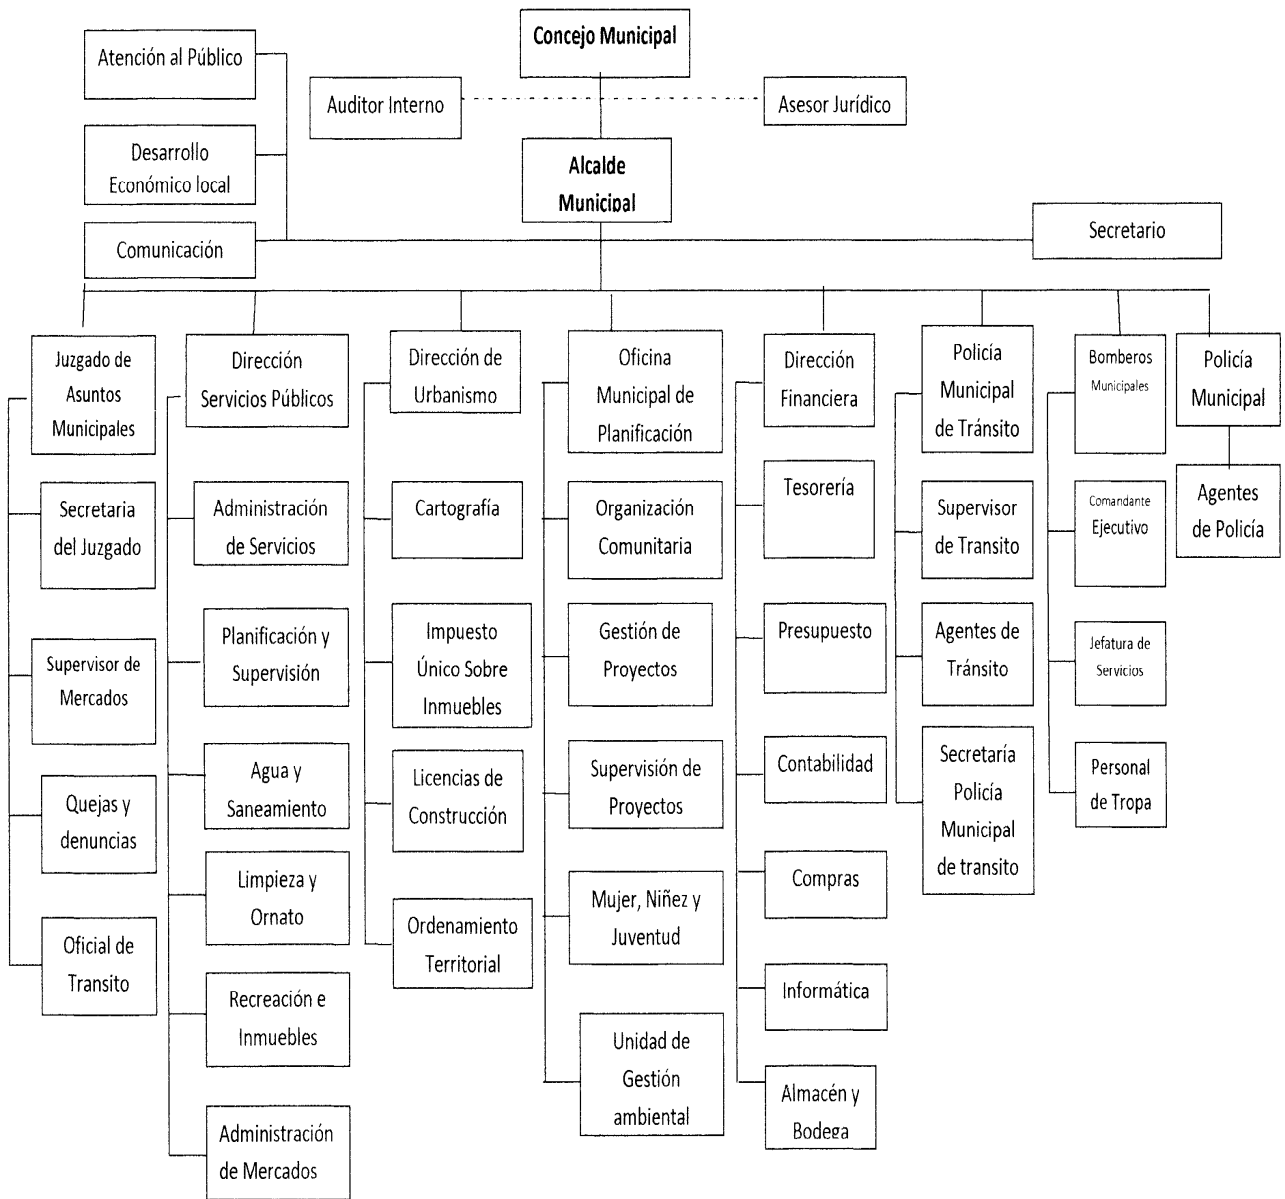 Concejo Municipal
Atención al Público
Auditor Interno
Asesor Jurídico
Desarrollo
Económico local
Alcalde
Municipal
Comunicación
Secretario
Juzgado de
Asuntos
Municipales
Secretaria
del Juzgado
Supervisor de
Mercados
Quejas y
denuncias
Oficial de
Transito
Dirección
Servicios Públicos
Administración
de Servicios
Planificación y
Supervisión
Agua y
Saneamiento
Limpieza y
Ornato
Recreación e
Inmuebles
Administración
de Mercados
Dirección de
Urbanismo
Cartografía
Impuesto
Único Sobre
Inmuebles
Licencias de
Construcción
Ordenamiento
Territorial
Oficina
Municipal de
Planificación
Organización
Comunitaria
Gestión de
Proyectos
Supervisión de
Proyectos
Mujer, Niñez y
Juventud
Unidad de
Gestión
ambiental
Dirección
Financiera
Tesorería
Presupuesto
Contabilidad
Compras
Informática
Almacén y
Bodega
Policía
Municipal
de Tránsito
Supervisor
de Transito
Agentes de
Tránsito
Secretaría
Policía
Municipal
de transito
Bomberos
Municipales
Comandante
Ejecutivo
Jefatura de
Servicios
Personal
de Tropa
Policía
Municipal
Agentes
de Policía